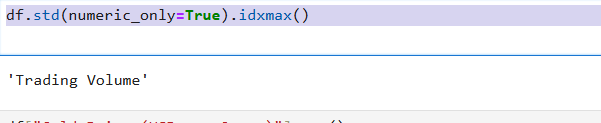 df.std(numeric_only=True).idxmax()
'Trading Volume'